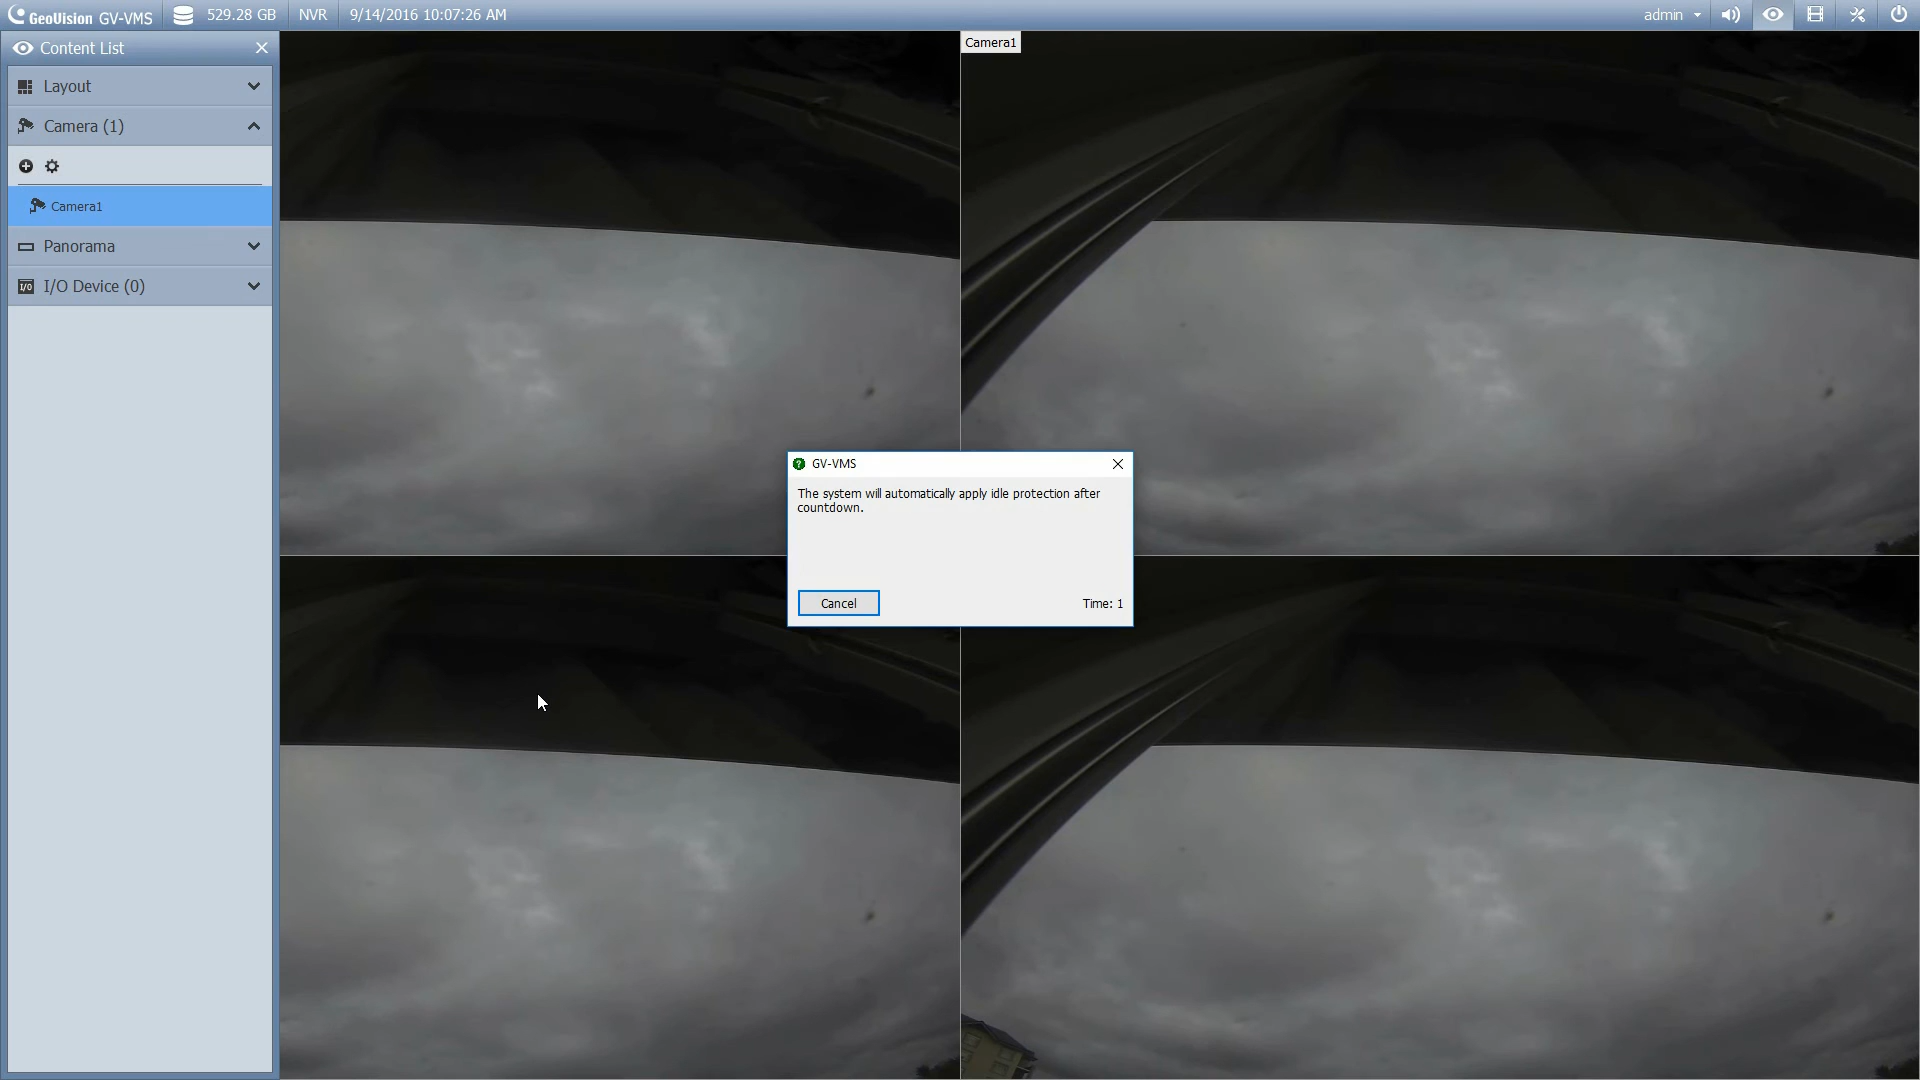 GeoVision GV-VMS
529.28 GB
NVR
9/14/2016 10:07:26 AM
admin
Content List
Layout
Camera (1)
Camera1
Panorama
I/O
I/O Device (0)
Camera1
GV-VMS
The system will automatically apply idle protection after
countdown.
Cancel
Time: 1